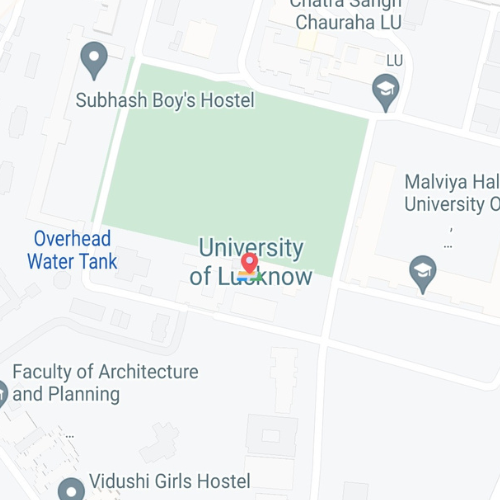 Chatra Sangh
Chauraha LU
LU
Subhash Boy's Hostel
Malviya Hal
University O
,
...
Overhead
Water Tank
University
of Lucknow
Faculty of Architecture
and Planning
...
Vidushi Girls Hostel